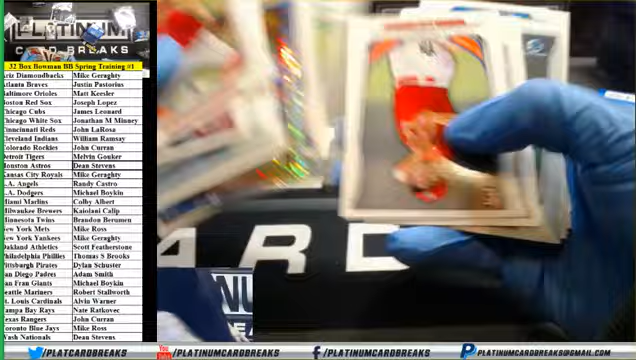 PLATINUM
CARD BREAKS
32 Box Bowman BB Spring Training #1
Ariz Diamondbacks Mike Geraghty
Atlanta Braves Justin Pastorius
Baltimore Orioles Matt Keesler
Boston Red Sox Joseph Lopez
Chicago Cubs James Leonard
Chicago White Sox Jonathan M Minney
Cinncinnati Reds John LaRosa
Cleveland Indians William Ramsay
Colorado Rockies John Curran
Detroit Tigers Melvin Gouker
Houston Astros Dean Stevens
Kansas City Royals Mike Geraghty
L.A. Angels Randy Castro
L.A. Dodgers Michael Boykin
Miami Marlins Colby Albert
Milwaukee Brewers Kaiolani Calip
Minnesota Twins Brandon Berumen
New York Mets Mike Ross
New York Yankees Mike Geraghty
Oakland Athletics Scott Featherstone
Philadelphia Phillies Thomas S Brooks
Pittsburgh Pirates Dylan Schuster
San Diego Padres Adam Smith
San Fran Giants Michael Boykin
Seattle Mariners Robert Stallworth
St. Louis Cardinals Alvin Warner
Tampa Bay Rays Nate Ratkovec
Texas Rangers John Curran
Toronto Blue Jays Mike Ross
Wash Nationals Dean Stevens
ARD
/PLATCARDBREAKS /PLATINUMCARDBREAKS /PLATINUMCARDBREAKS /PLATINUMCARDBREAKS@GMAIL.COM